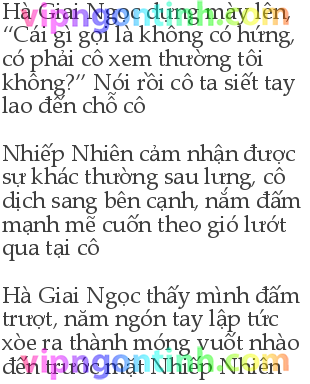 Hà Giai Ngọc dựng mày lên,
“Cái gì gọi là không có hứng,
có phải cô xem thường tôi
không?” Nói rồi cô ta siết tay
lao đến chỗ cô
Nhiếp Nhiên cảm nhận được
sự khác thường sau lưng, cô
dịch sang bên cạnh, nắm đấm
mạnh mẽ cuốn theo gió lướt
qua tại cô
Hà Giai Ngọc thấy mình đấm
trượt, năm ngón tay lập tức
xòe ra thành móng vuốt nhào
đến trước mặt Nhiếp Nhiên
vipngontinh.com
vipngontinh.com